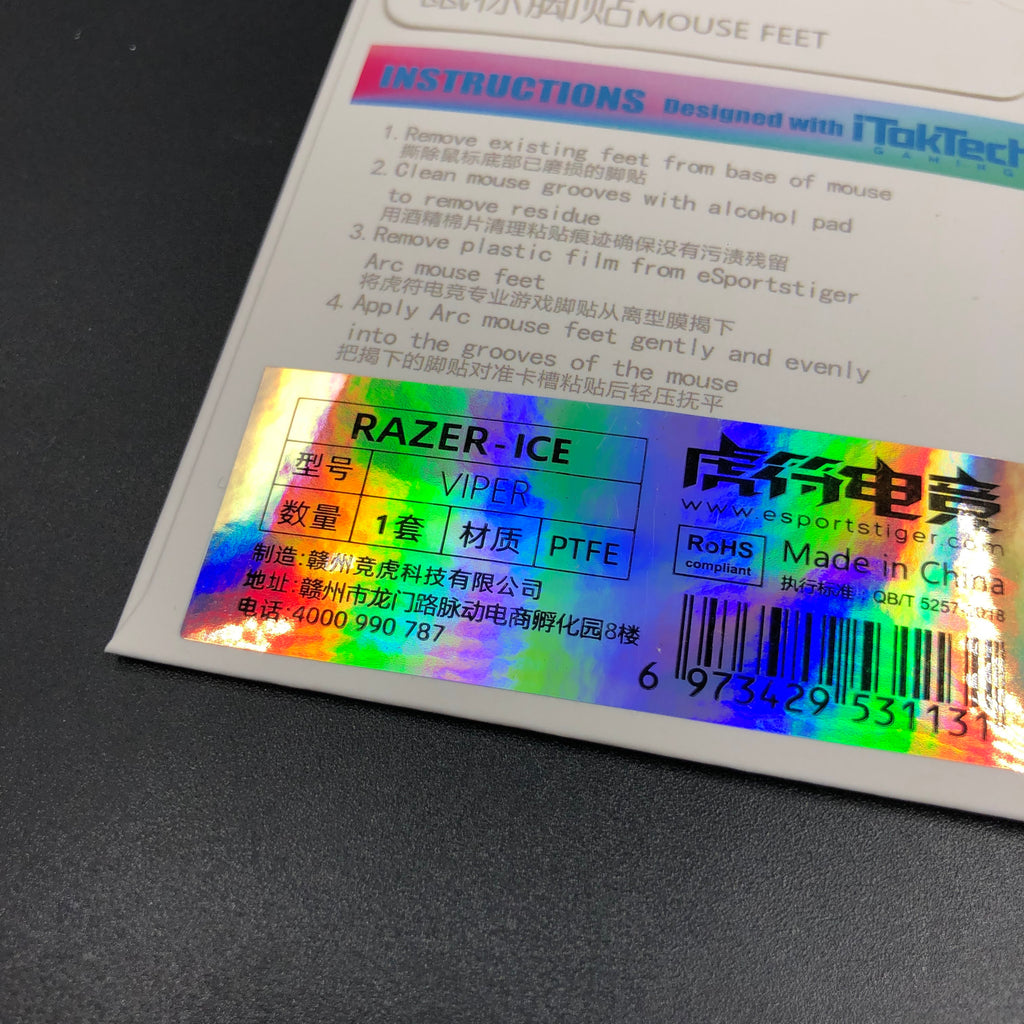 鼠标脚贴MOUSE FEET
INSTRUCTIONS Designed with iTokTech
GAMING
1. Remove existing feet from base of mouse
撕除鼠标底部已磨损的脚贴
2. Clean mouse grooves with alcohol pad
to remove residue
用酒精棉片清理粘贴痕迹确保没有污渍残留
3. Remove plastic film from eSportstiger
Arc mouse feet
将虎符电竞专业游戏脚贴从离型膜揭下
4. Apply Arc mouse feet gently and evenly
into the grooves of the mouse
把揭下的脚贴对准卡槽粘贴后轻压抚平
RAZER-ICE
型号 VIPER
数量 1套 材质 PTFE
制造:赣州竞虎科技有限公司
地址:赣州市龙门路脉动电商孵化园8楼
电话:4000 990 787
虎符电竞
www.esportstiger.com
RoHS
compliant
Made in China
执行标准:QB/T 5257-2018
6 973429 531131